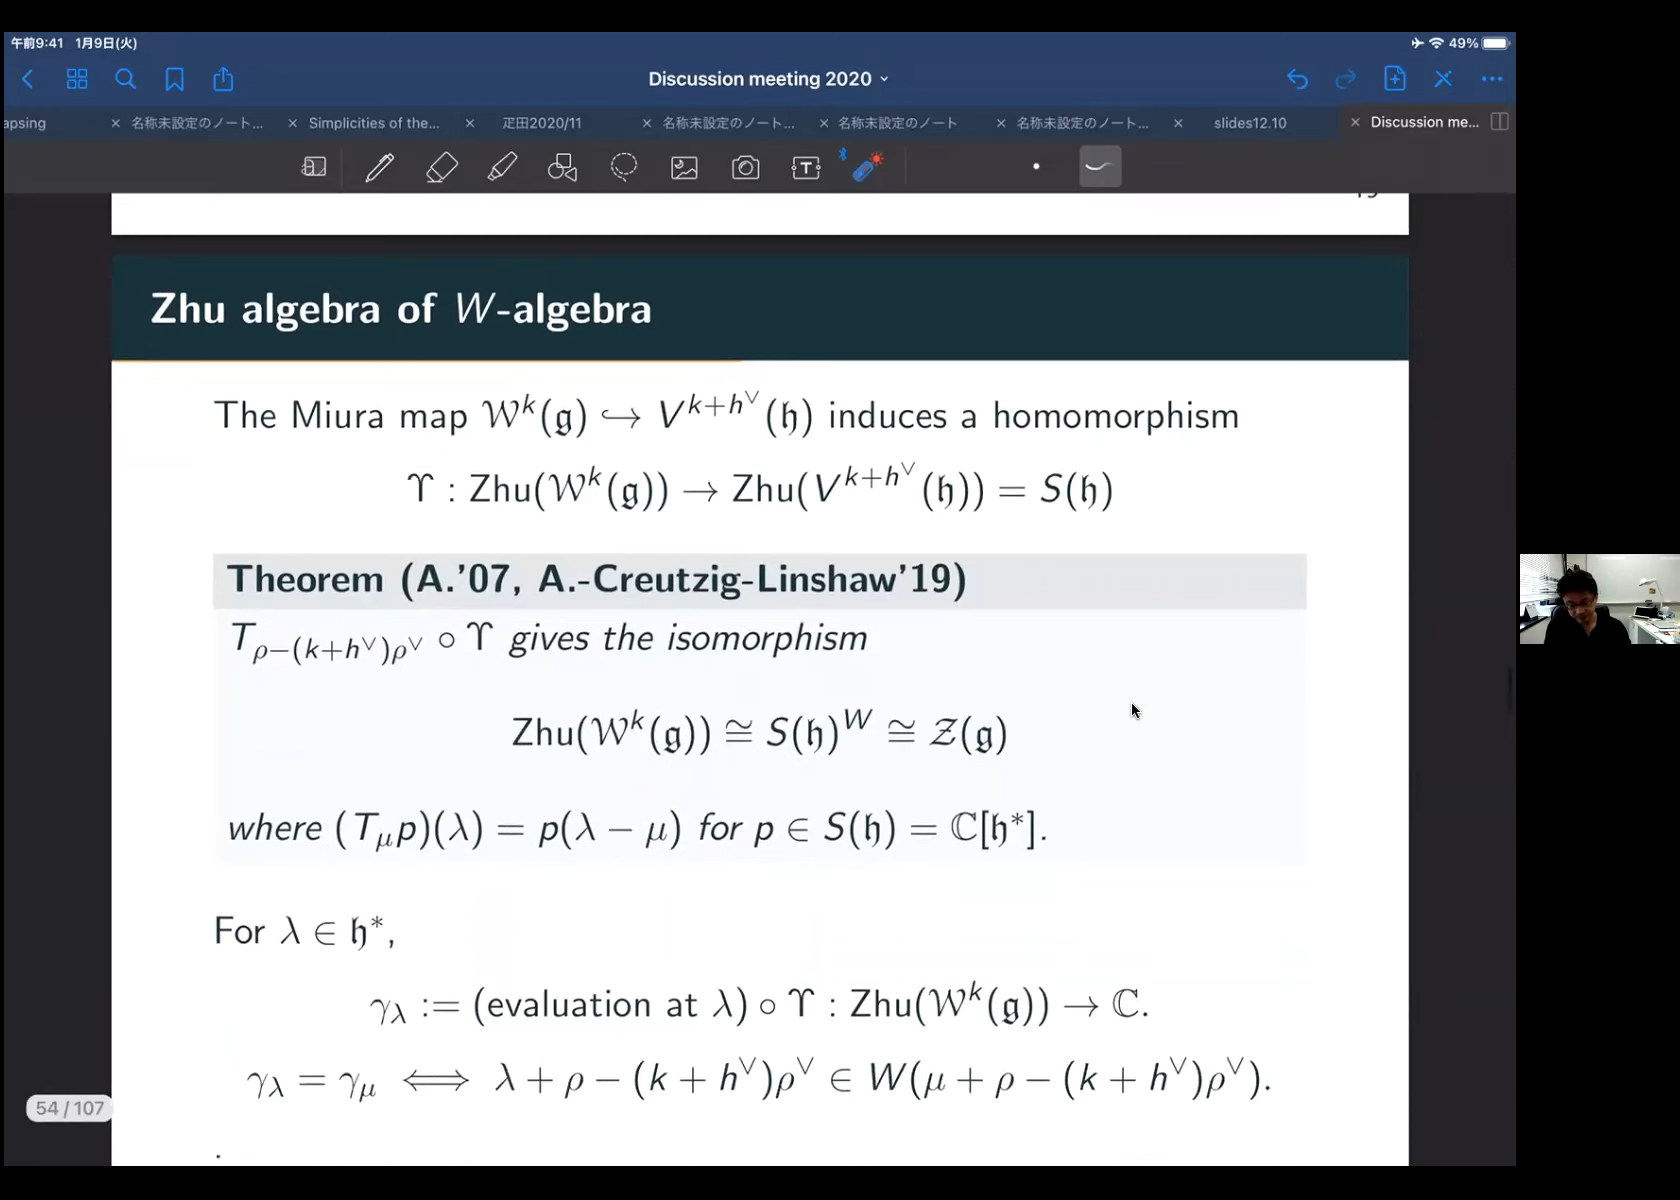 午前9:41 1月9日(火)
49%
Discussion meeting 2020
apsing
名称未設定のノート...
Simplicities of the...
疋田2020/11
名称未設定のノート...
名称未設定のノート
名称未設定のノート...
slides12.10
Discussion me...
Zhu algebra of W-algebra
The Miura map 𝒲^k(𝔤) ↪ V^{k+h^∨}(𝔥) induces a homomorphism
ϒ : Zhu(𝒲^k(𝔤)) → Zhu(V^{k+h^∨}(𝔥)) = S(𝔥)
Theorem (A.'07, A.-Creutzig-Linshaw'19)
T_{ρ−(k+h^∨)ρ^∨} ∘ ϒ gives the isomorphism
Zhu(𝒲^k(𝔤)) ≅ S(𝔥)^W ≅ 𝒵(𝔤)
where (T_μ p)(λ) = p(λ − μ) for p ∈ S(𝔥) = ℂ[𝔥*].
For λ ∈ 𝔥*,
γ_λ := (evaluation at λ) ∘ ϒ : Zhu(𝒲^k(𝔤)) → ℂ.
γ_λ = γ_μ ⟺ λ + ρ − (k + h^∨)ρ^∨ ∈ W(μ + ρ − (k + h^∨)ρ^∨).
.
54 / 107